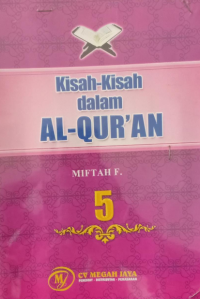 Kisah-Kisah
dalam
AL-QUR'AN
MIFTAH F.
5
CV MEGAH JAYA